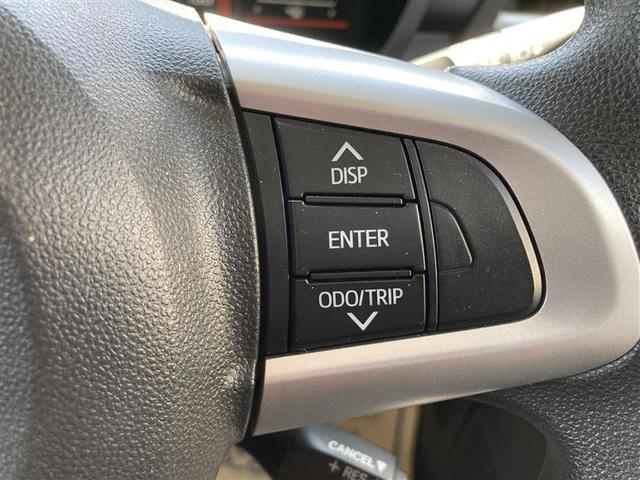 DISP
ENTER
ODO/TRIP
CANCEL
+ RES